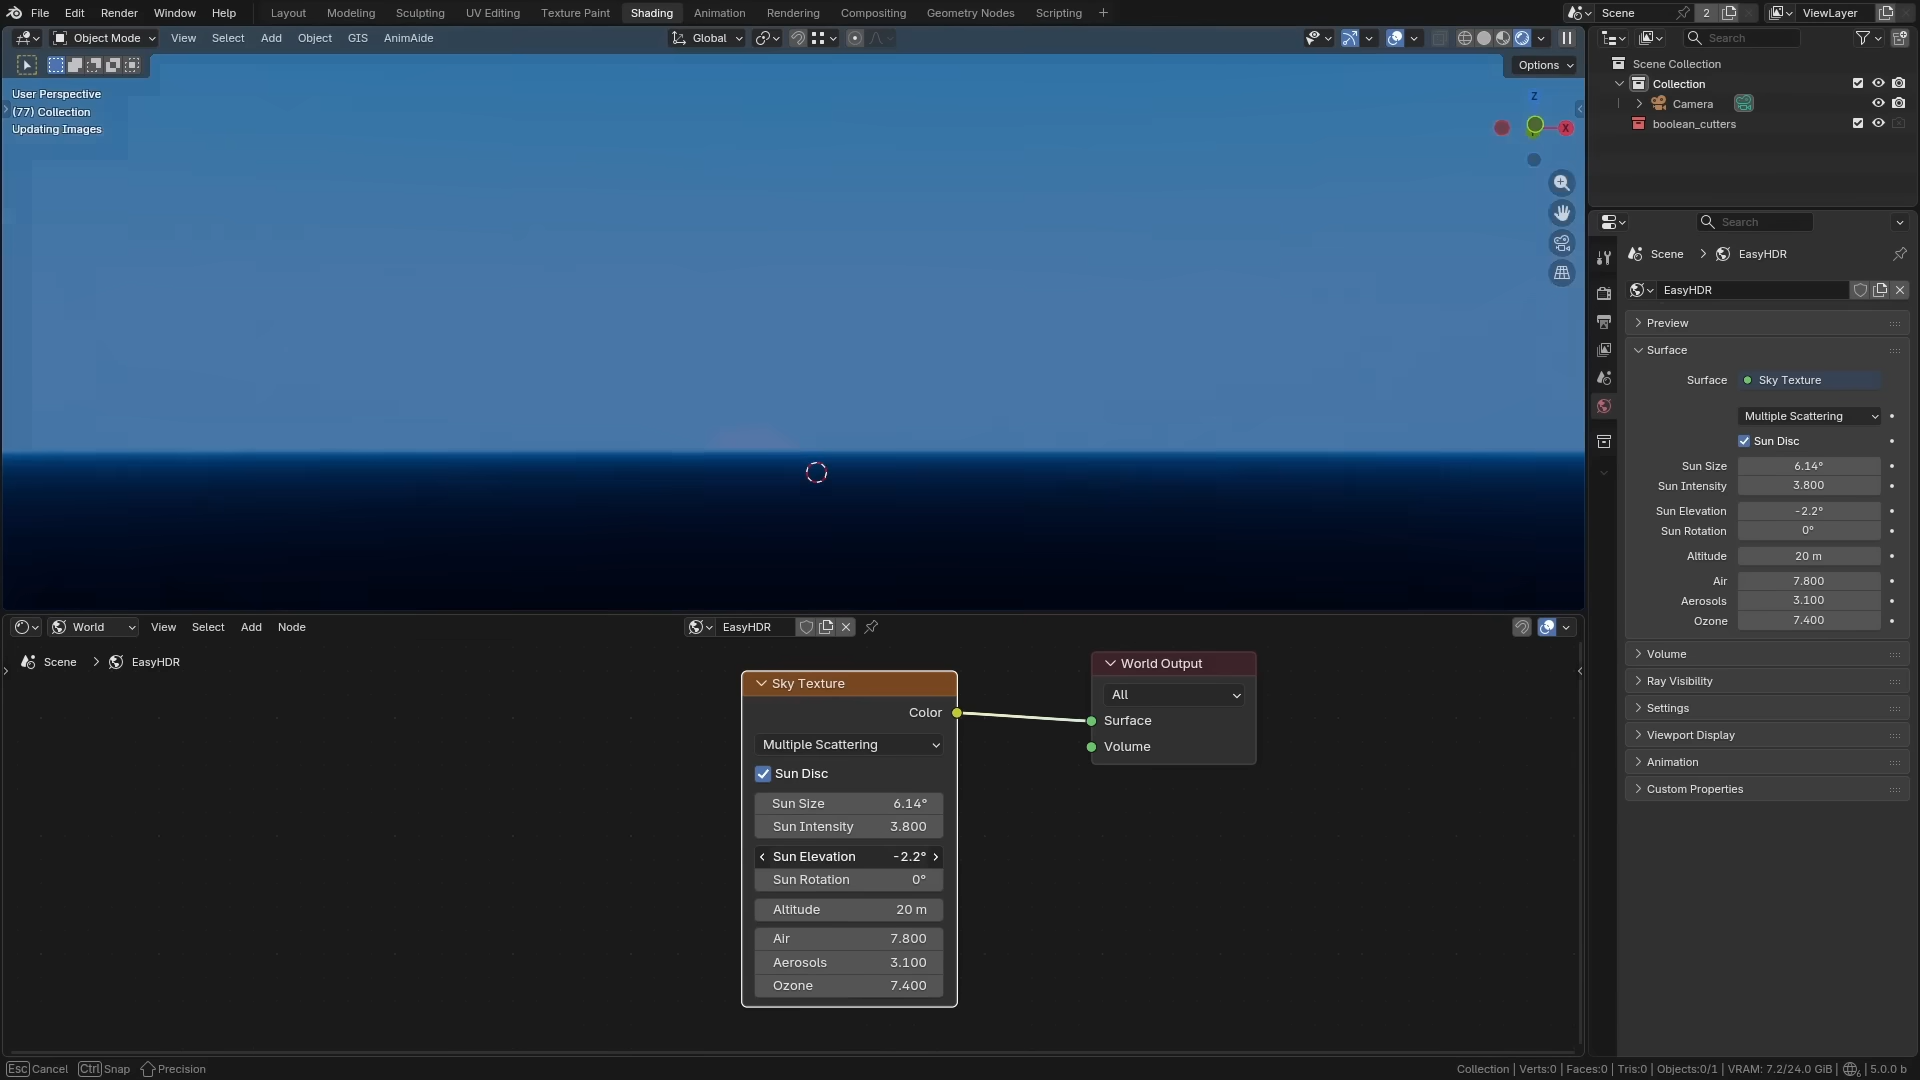 File Edit Render Window Help Layout Modeling Sculpting UV Editing Texture Paint Shading Animation Rendering Compositing Geometry Nodes Scripting + Scene 2 ViewLayer
Object Mode View Select Add Object GIS AnimAide Global Search
Options
User Perspective
(77) Collection
Updating Images
Z
X
Scene Collection
Collection
Camera
boolean_cutters
Search
Scene > EasyHDR
EasyHDR
Preview
Surface
Surface Sky Texture
Multiple Scattering
Sun Disc
Sun Size 6.14°
Sun Intensity 3.800
Sun Elevation -2.2°
Sun Rotation 0°
Altitude 20 m
Air 7.800
Aerosols 3.100
Ozone 7.400
Volume
Ray Visibility
Settings
Viewport Display
Animation
Custom Properties
World View Select Add Node EasyHDR
Scene > EasyHDR
Sky Texture
Color
Multiple Scattering
Sun Disc
Sun Size 6.14°
Sun Intensity 3.800
Sun Elevation -2.2°
Sun Rotation 0°
Altitude 20 m
Air 7.800
Aerosols 3.100
Ozone 7.400
World Output
All
Surface
Volume
Esc Cancel Ctrl Snap Precision Collection | Verts:0 | Faces:0 | Tris:0 | Objects:0/1 | VRAM: 7.2/24.0 GiB | 5.0.0 b